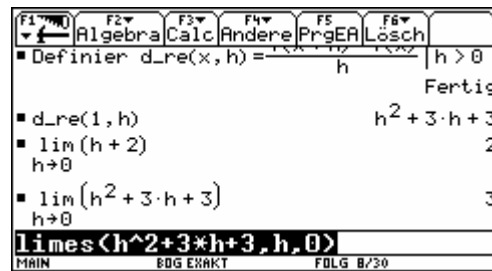 F1 F2 F3 F4 F5 F6
Algebra Calc Andere PrgEA Lösch
▪Definier d_re(x,h)= h |h>0
Fertig
▪d_re(1,h) h²+3·h+3
▪lim(h+2) 2
h→0
▪lim(h²+3·h+3) 3
h→0
limes(h^2+3*h+3,h,0)
MAIN BOG EXAKT FOLG 8/30